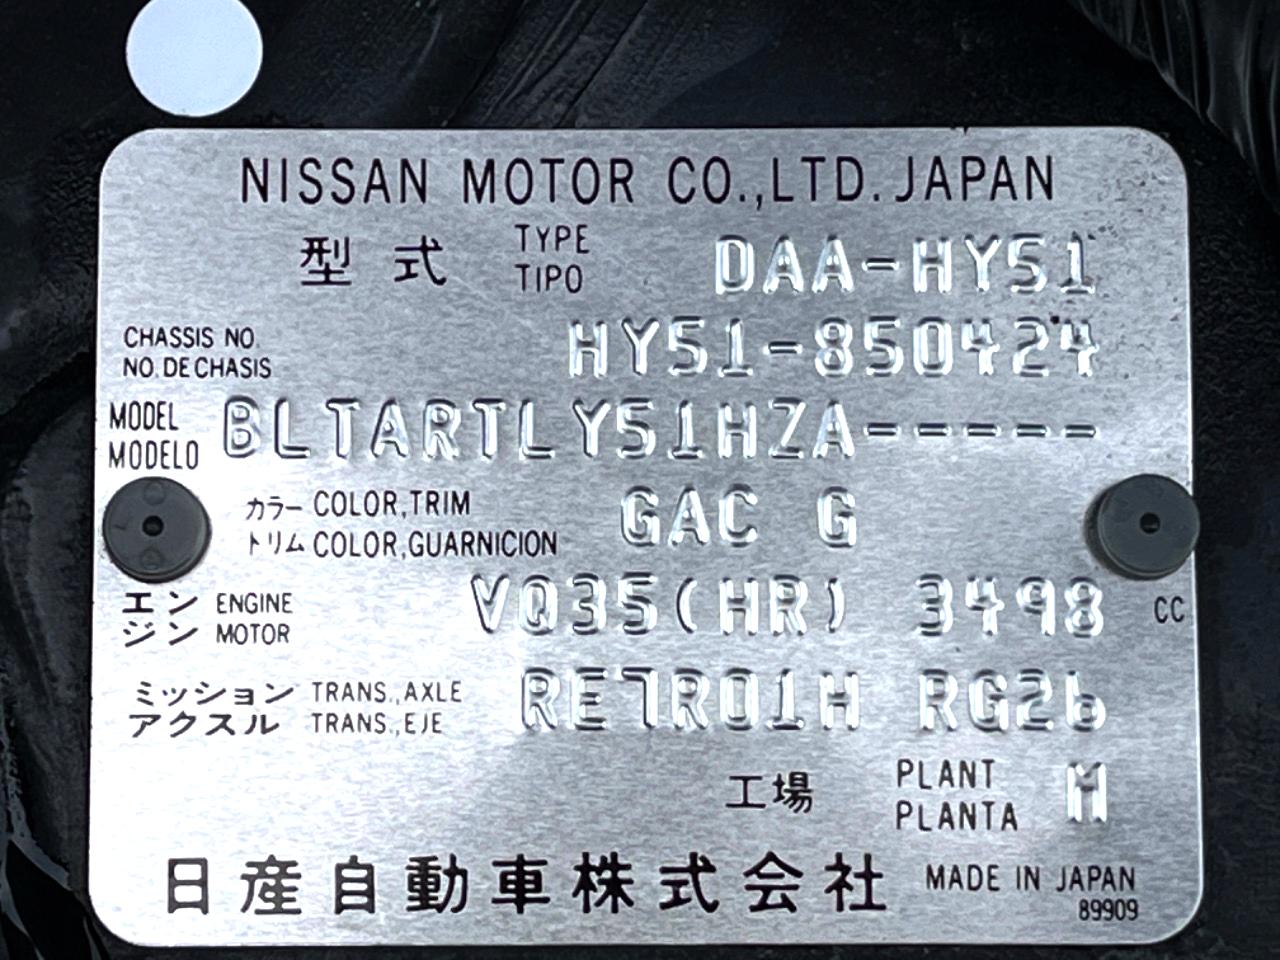 NISSAN MOTOR CO.,LTD.JAPAN
型式 TYPE TIPO DAA-HY51
CHASSIS NO. NO.DE CHASIS HY51-850424
MODEL MODELO BLTARTLY51HZA-----
カラー COLOR,TRIM GAC G
トリム COLOR,GUARNICION
エンジン ENGINE MOTOR VQ35(HR) 3498 CC
ミッション TRANS.,AXLE RE7R01H RG26
アクスル TRANS.,EJE
工場 PLANT PLANTA M
日産自動車株式会社 MADE IN JAPAN
89909